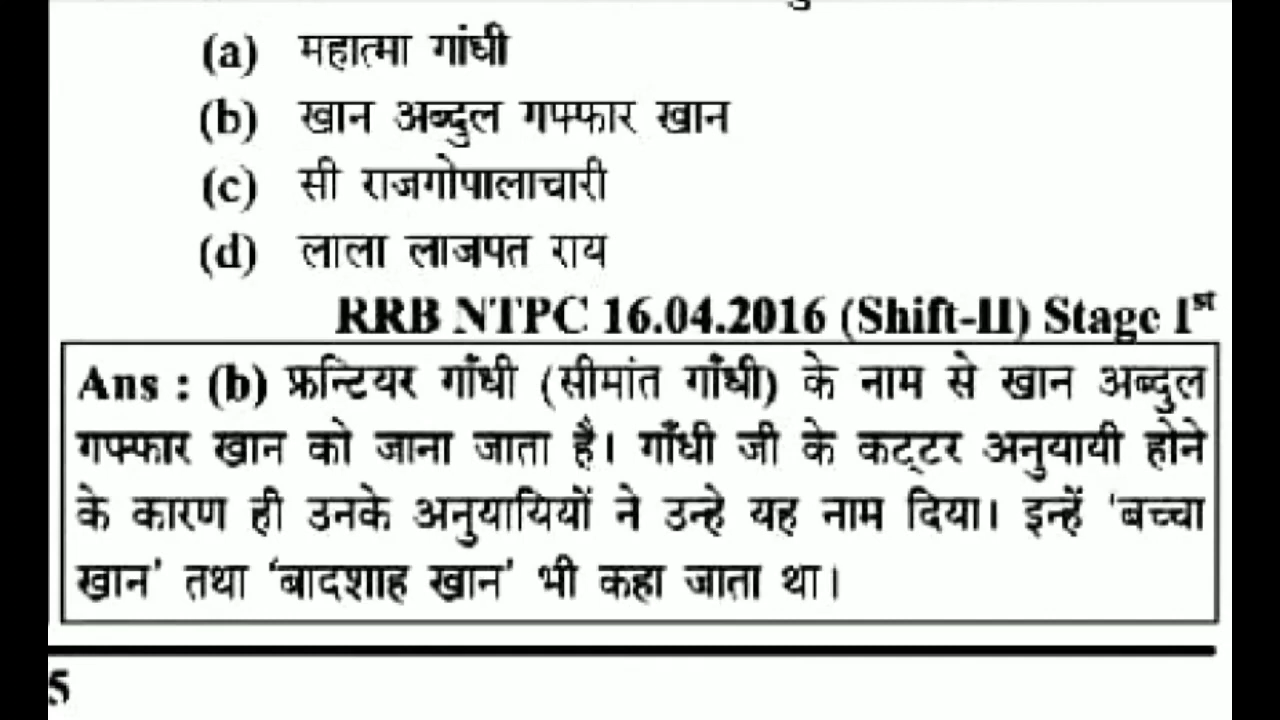 (a) महात्मा गांधी
(b) खान अब्दुल गफ्फार खान
(c) सी राजगोपालाचारी
(d) लाला लाजपत राय
RRB NTPC 16.04.2016 (Shift-II) Stage Ist
Ans : (b) फ्रन्टियर गाँधी (सीमांत गाँधी) के नाम से खान अब्दुल
गफ्फार खान को जाना जाता है। गाँधी जी के कट्टर अनुयायी होने
के कारण ही उनके अनुयायियों ने उन्हे यह नाम दिया। इन्हें ‘बच्चा
खान’ तथा ‘बादशाह खान’ भी कहा जाता था।
5